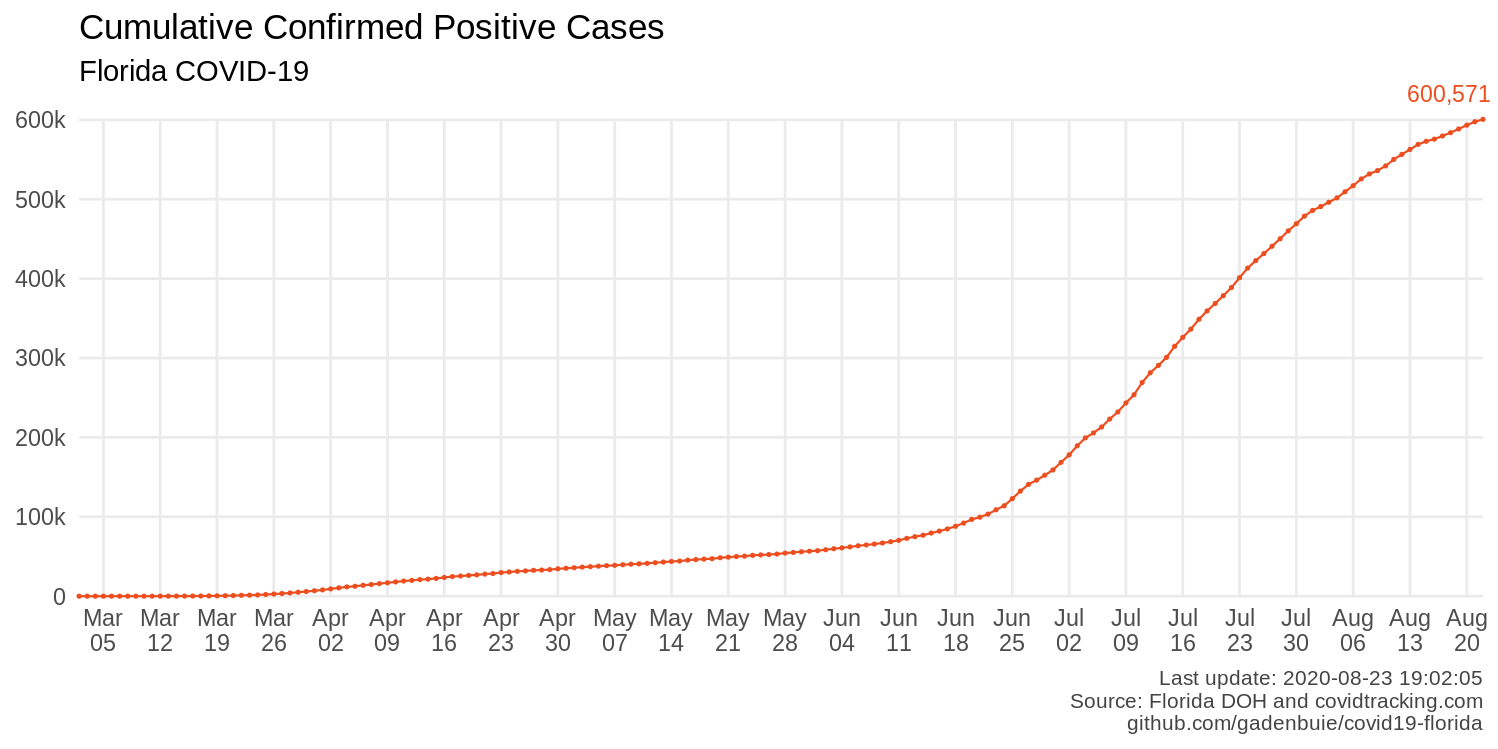 Cumulative Confirmed Positive Cases
Florida COVID-19
600,571
600k
500k
400k
300k
200k
100k
0
Mar Mar Mar Mar Apr Apr Apr Apr Apr May May May May Jun Jun Jun Jun Jul Jul Jul Jul Jul Aug Aug Aug
05 12 19 26 02 09 16 23 30 07 14 21 28 04 11 18 25 02 09 16 23 30 06 13 20
Last update: 2020-08-23 19:02:05
Source: Florida DOH and covidtracking.com
github.com/gadenbuie/covid19-florida